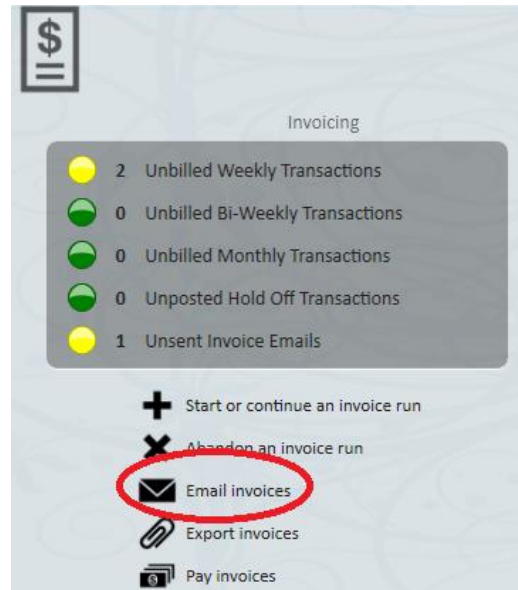 $
Invoicing
2 Unbilled Weekly Transactions
0 Unbilled Bi-Weekly Transactions
0 Unbilled Monthly Transactions
0 Unposted Hold Off Transactions
1 Unsent Invoice Emails
Start or continue an invoice run
Abandon an invoice run
Email invoices
Export invoices
$ Pay invoices